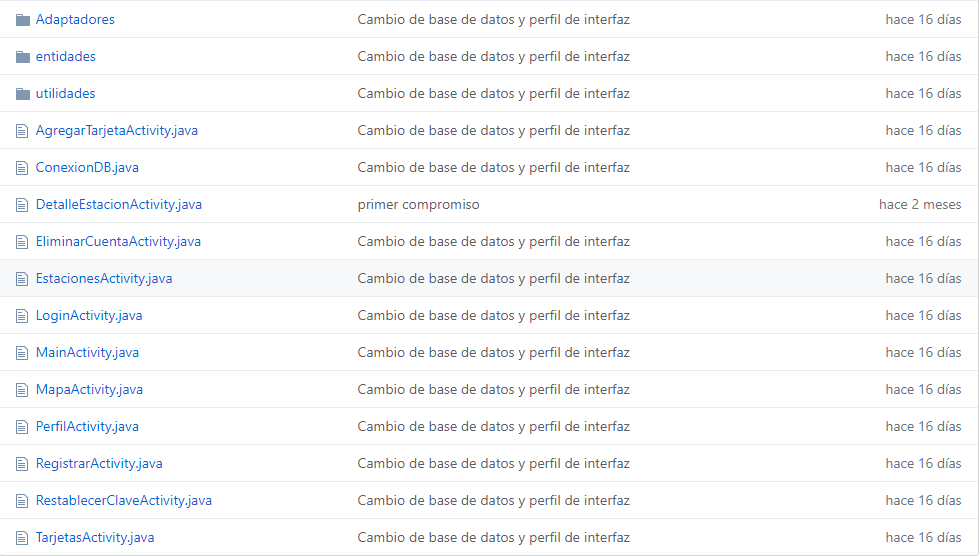 Adaptadores Cambio de base de datos y perfil de interfaz hace 16 días
entidades Cambio de base de datos y perfil de interfaz hace 16 días
utilidades Cambio de base de datos y perfil de interfaz hace 16 días
AgregarTarjetaActivity.java Cambio de base de datos y perfil de interfaz hace 16 días
ConexionDB.java Cambio de base de datos y perfil de interfaz hace 16 días
DetalleEstacionActivity.java primer compromiso hace 2 meses
EliminarCuentaActivity.java Cambio de base de datos y perfil de interfaz hace 16 días
EstacionesActivity.java Cambio de base de datos y perfil de interfaz hace 16 días
LoginActivity.java Cambio de base de datos y perfil de interfaz hace 16 días
MainActivity.java Cambio de base de datos y perfil de interfaz hace 16 días
MapaActivity.java Cambio de base de datos y perfil de interfaz hace 16 días
PerfilActivity.java Cambio de base de datos y perfil de interfaz hace 16 días
RegistrarActivity.java Cambio de base de datos y perfil de interfaz hace 16 días
RestablecerClaveActivity.java Cambio de base de datos y perfil de interfaz hace 16 días
TarjetasActivity.java Cambio de base de datos y perfil de interfaz hace 16 días